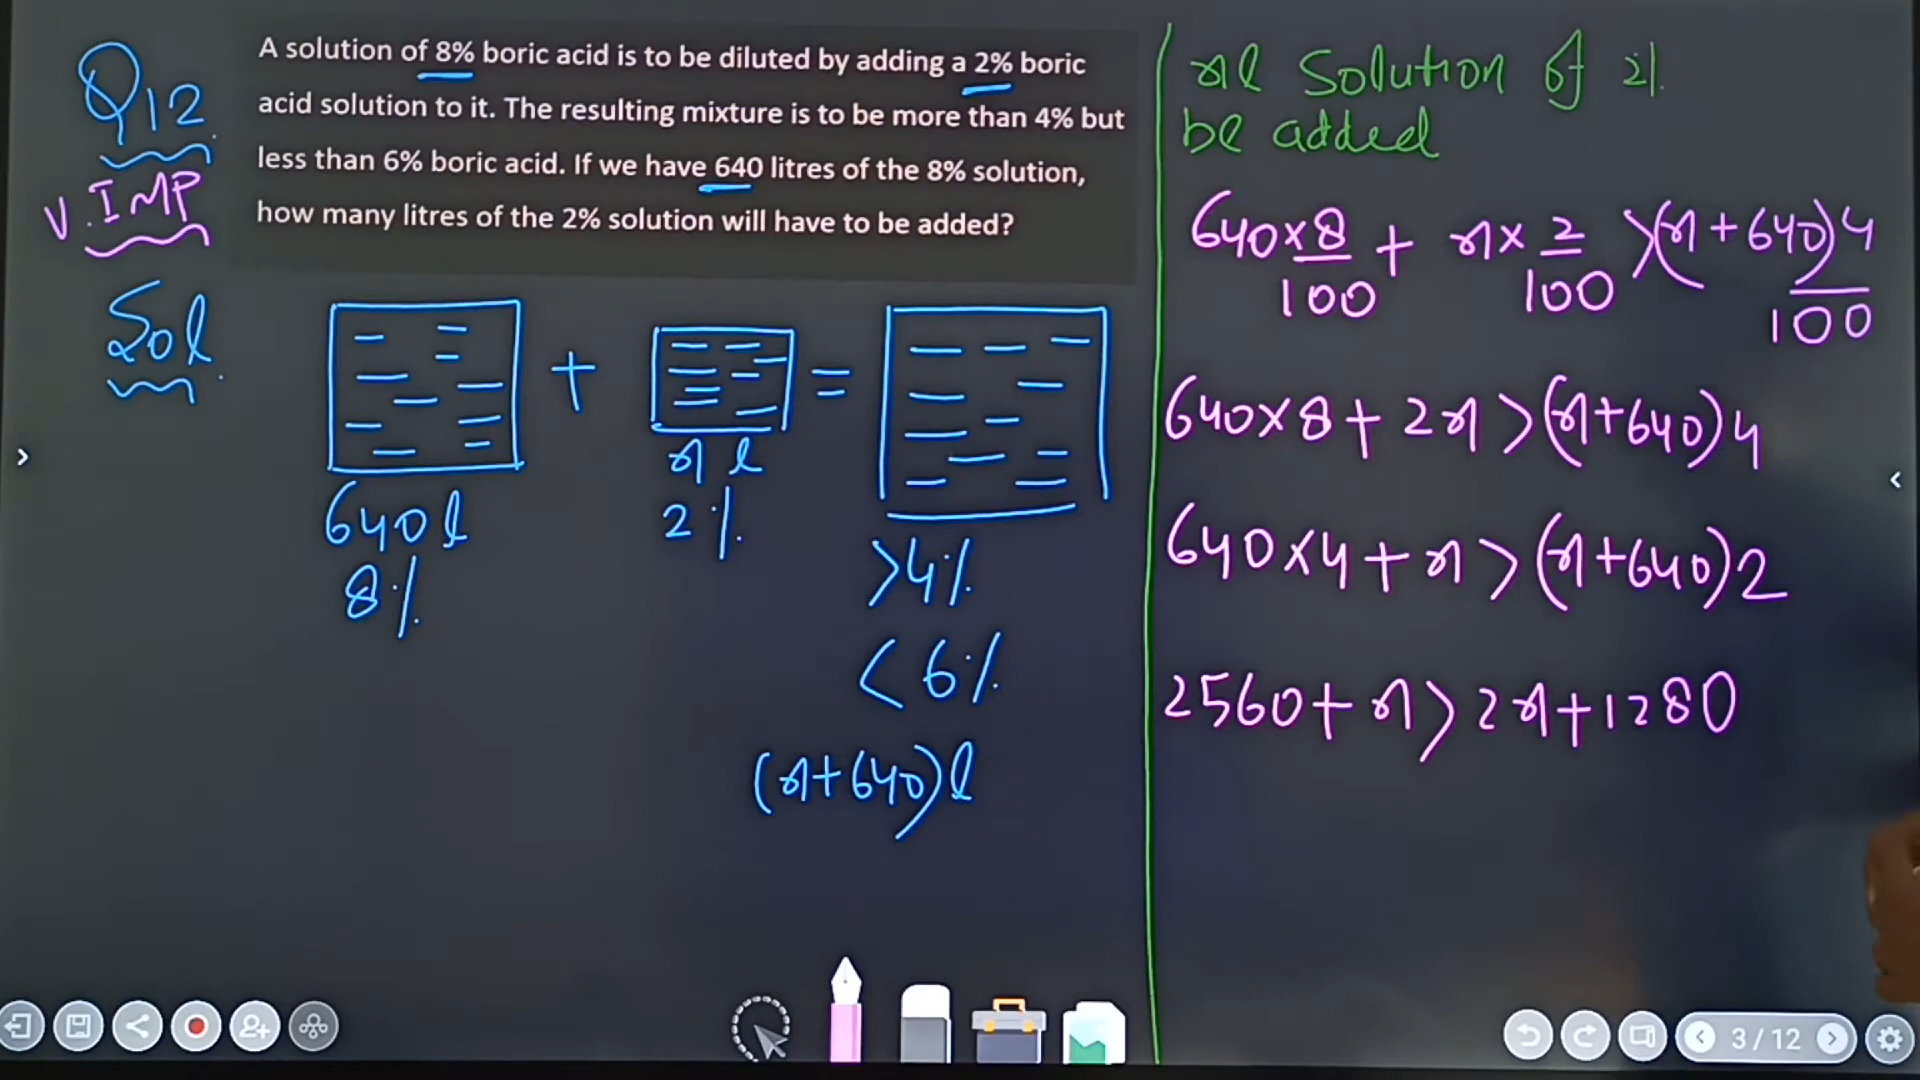 Q12.
V. IMP
Sol.
A solution of 8% boric acid is to be diluted by adding a 2% boric
acid solution to it. The resulting mixture is to be more than 4% but
less than 6% boric acid. If we have 640 litres of the 8% solution,
how many litres of the 2% solution will have to be added?
+ =
640 l
8%
x l
2%
>4%
< 6%
(x+640) l
x l Solution of 2%
be added
640×8/100 + x×2/100 >(x+640)4/100
640×8+2x>(x+640)4
640×4+x>(x+640)2
2560+x>2x+1280
3 / 12